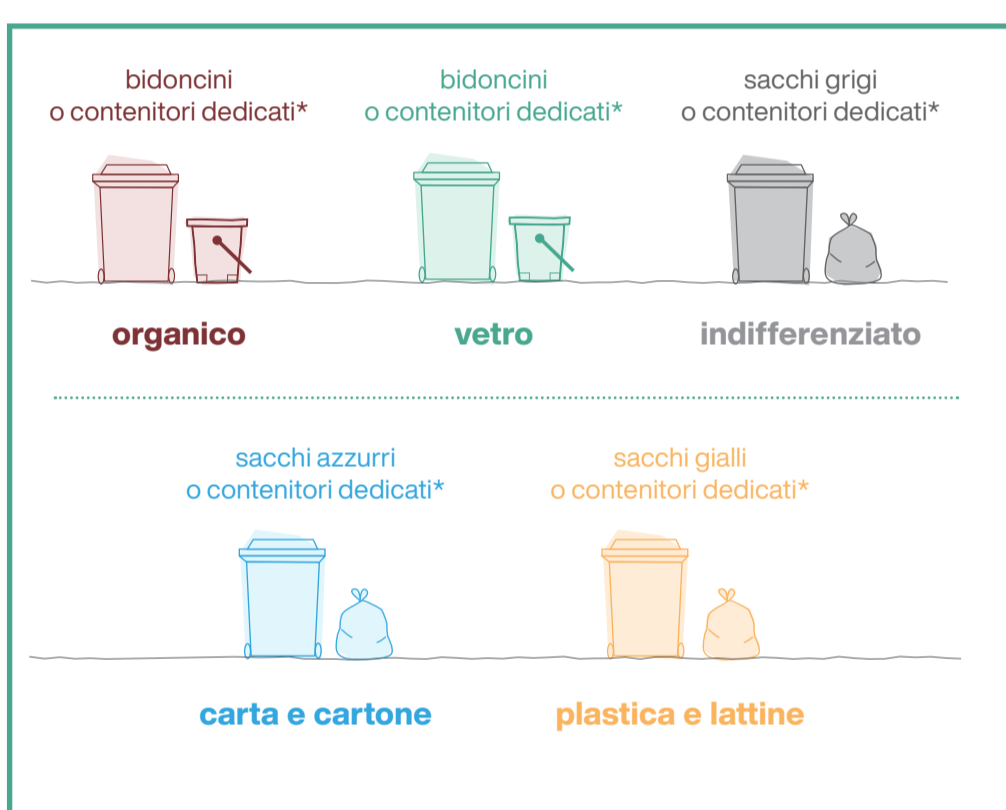 bidoncini
o contenitori dedicati*
bidoncini
o contenitori dedicati*
sacchi grigi
o contenitori dedicati*
organico
vetro
indifferenziato
sacchi azzurri
o contenitori dedicati*
sacchi gialli
o contenitori dedicati*
carta e cartone
plastica e lattine